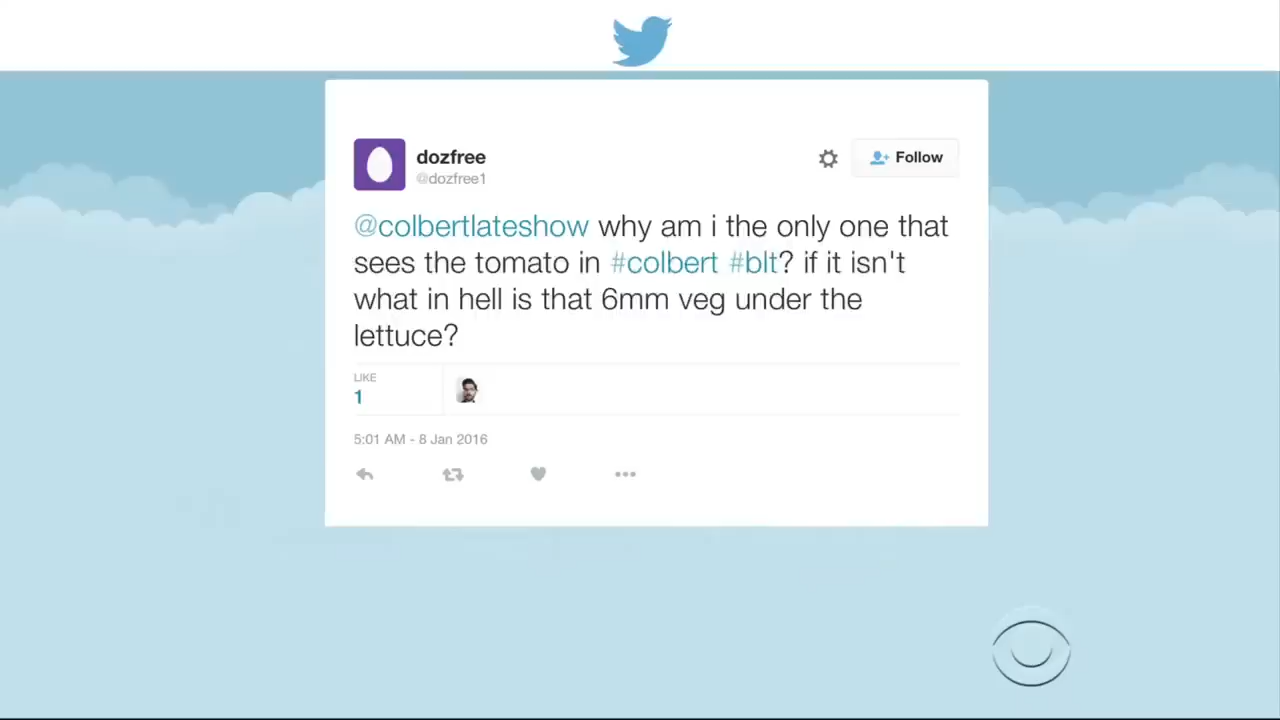 dozfree
@dozfree1
Follow
@colbertlateshow why am i the only one that
sees the tomato in #colbert #blt? if it isn't
what in hell is that 6mm veg under the
lettuce?
LIKE
1
5:01 AM - 8 Jan 2016